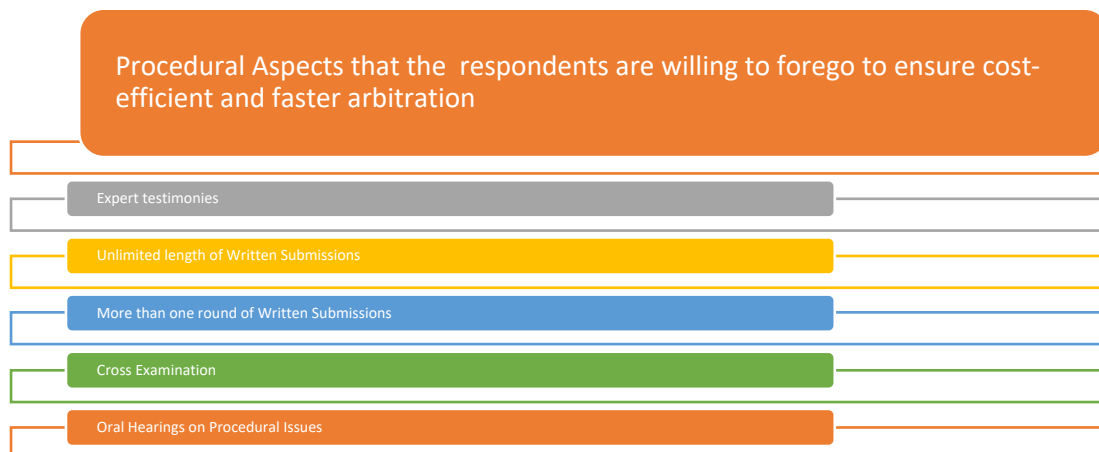 Procedural Aspects that the  respondents are willing to forego to ensure cost-
efficient and faster arbitration
Expert testimonies
Unlimited length of Written Submissions
More than one round of Written Submissions
Cross Examination
Oral Hearings on Procedural Issues